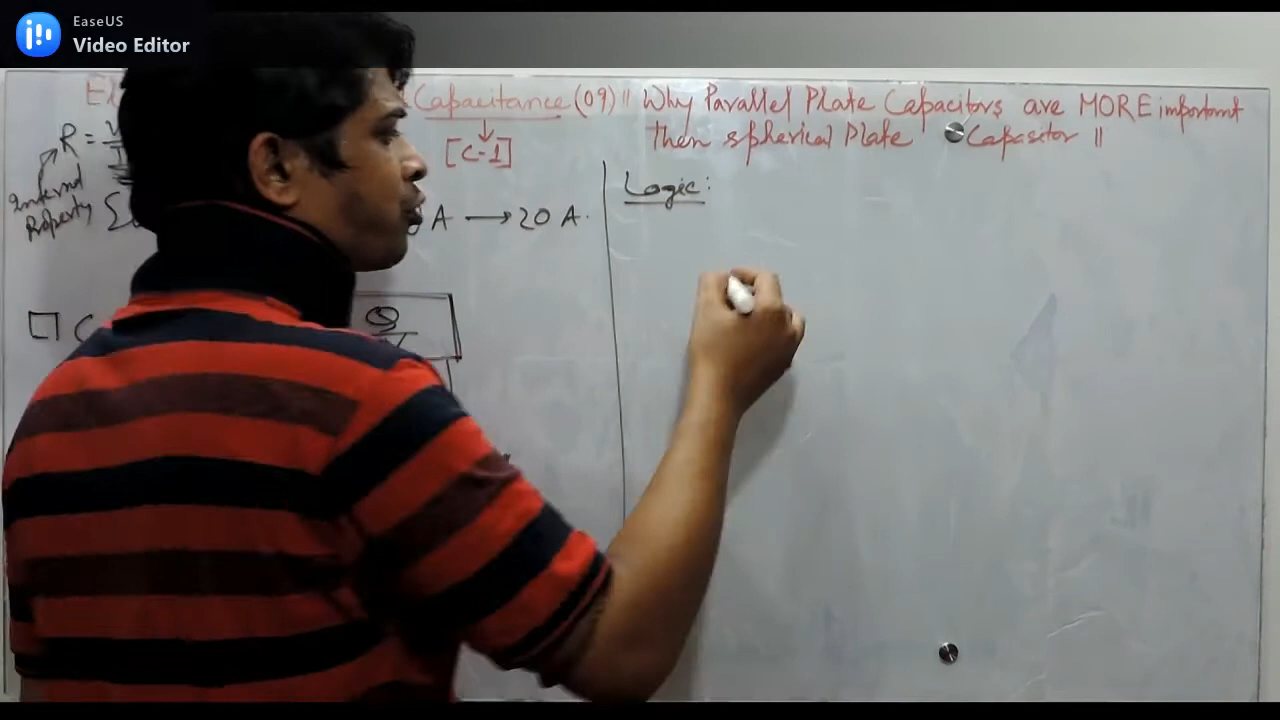 EaseUS
Video Editor
Capacitance (09) || Why Parallel Plate Capacitors are MORE important
[C-1] Then spherical Plate Capasitor ||
R =
Internal
Property
Logic:
A → 20 A.
C
Q